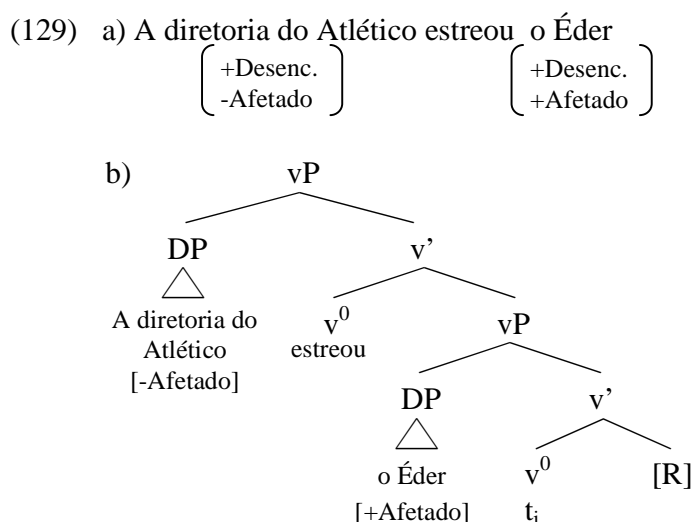 (129) a) A diretoria do Atlético estreou o Éder
+Desenc. +Desenc.
-Afetado +Afetado
b) vP
DP v’
A diretoria do v⁰ vP
Atlético estreou
[-Afetado] DP v’
o Éder v⁰ [R]
[+Afetado] tᵢ